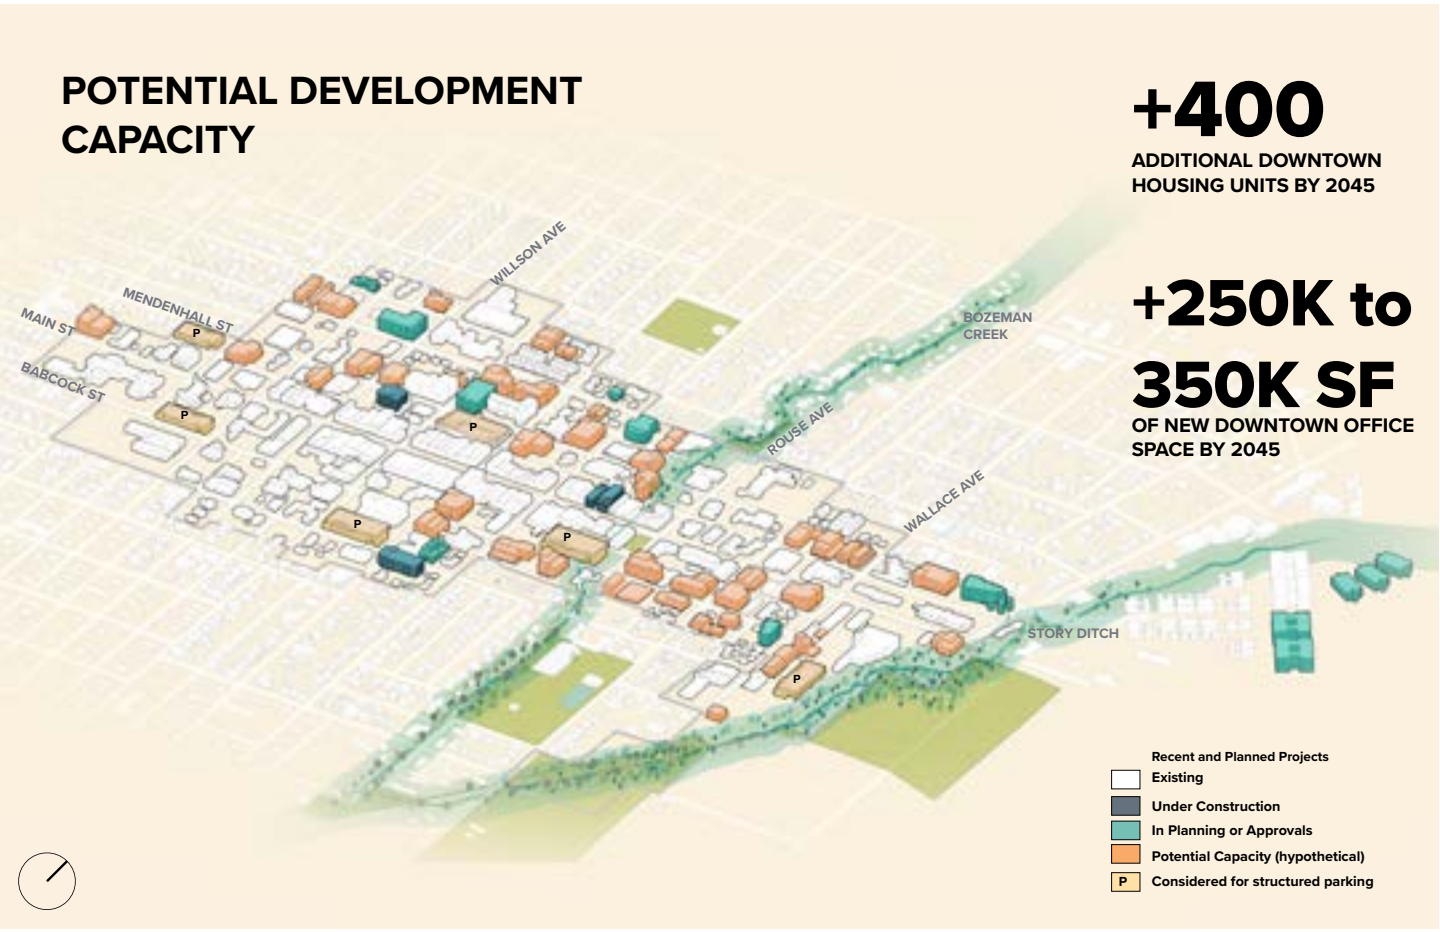 POTENTIAL DEVELOPMENT
CAPACITY
+400
ADDITIONAL DOWNTOWN
HOUSING UNITS BY 2045
+250K to
350K SF
OF NEW DOWNTOWN OFFICE
SPACE BY 2045
WILLSON AVE
MENDENHALL ST
MAIN ST
BABCOCK ST
P
P
P
P
P
P
BOZEMAN
CREEK
ROUSE AVE
WALLACE AVE
STORY DITCH
Recent and Planned Projects
Existing
Under Construction
In Planning or Approvals
Potential Capacity (hypothetical)
P Considered for structured parking